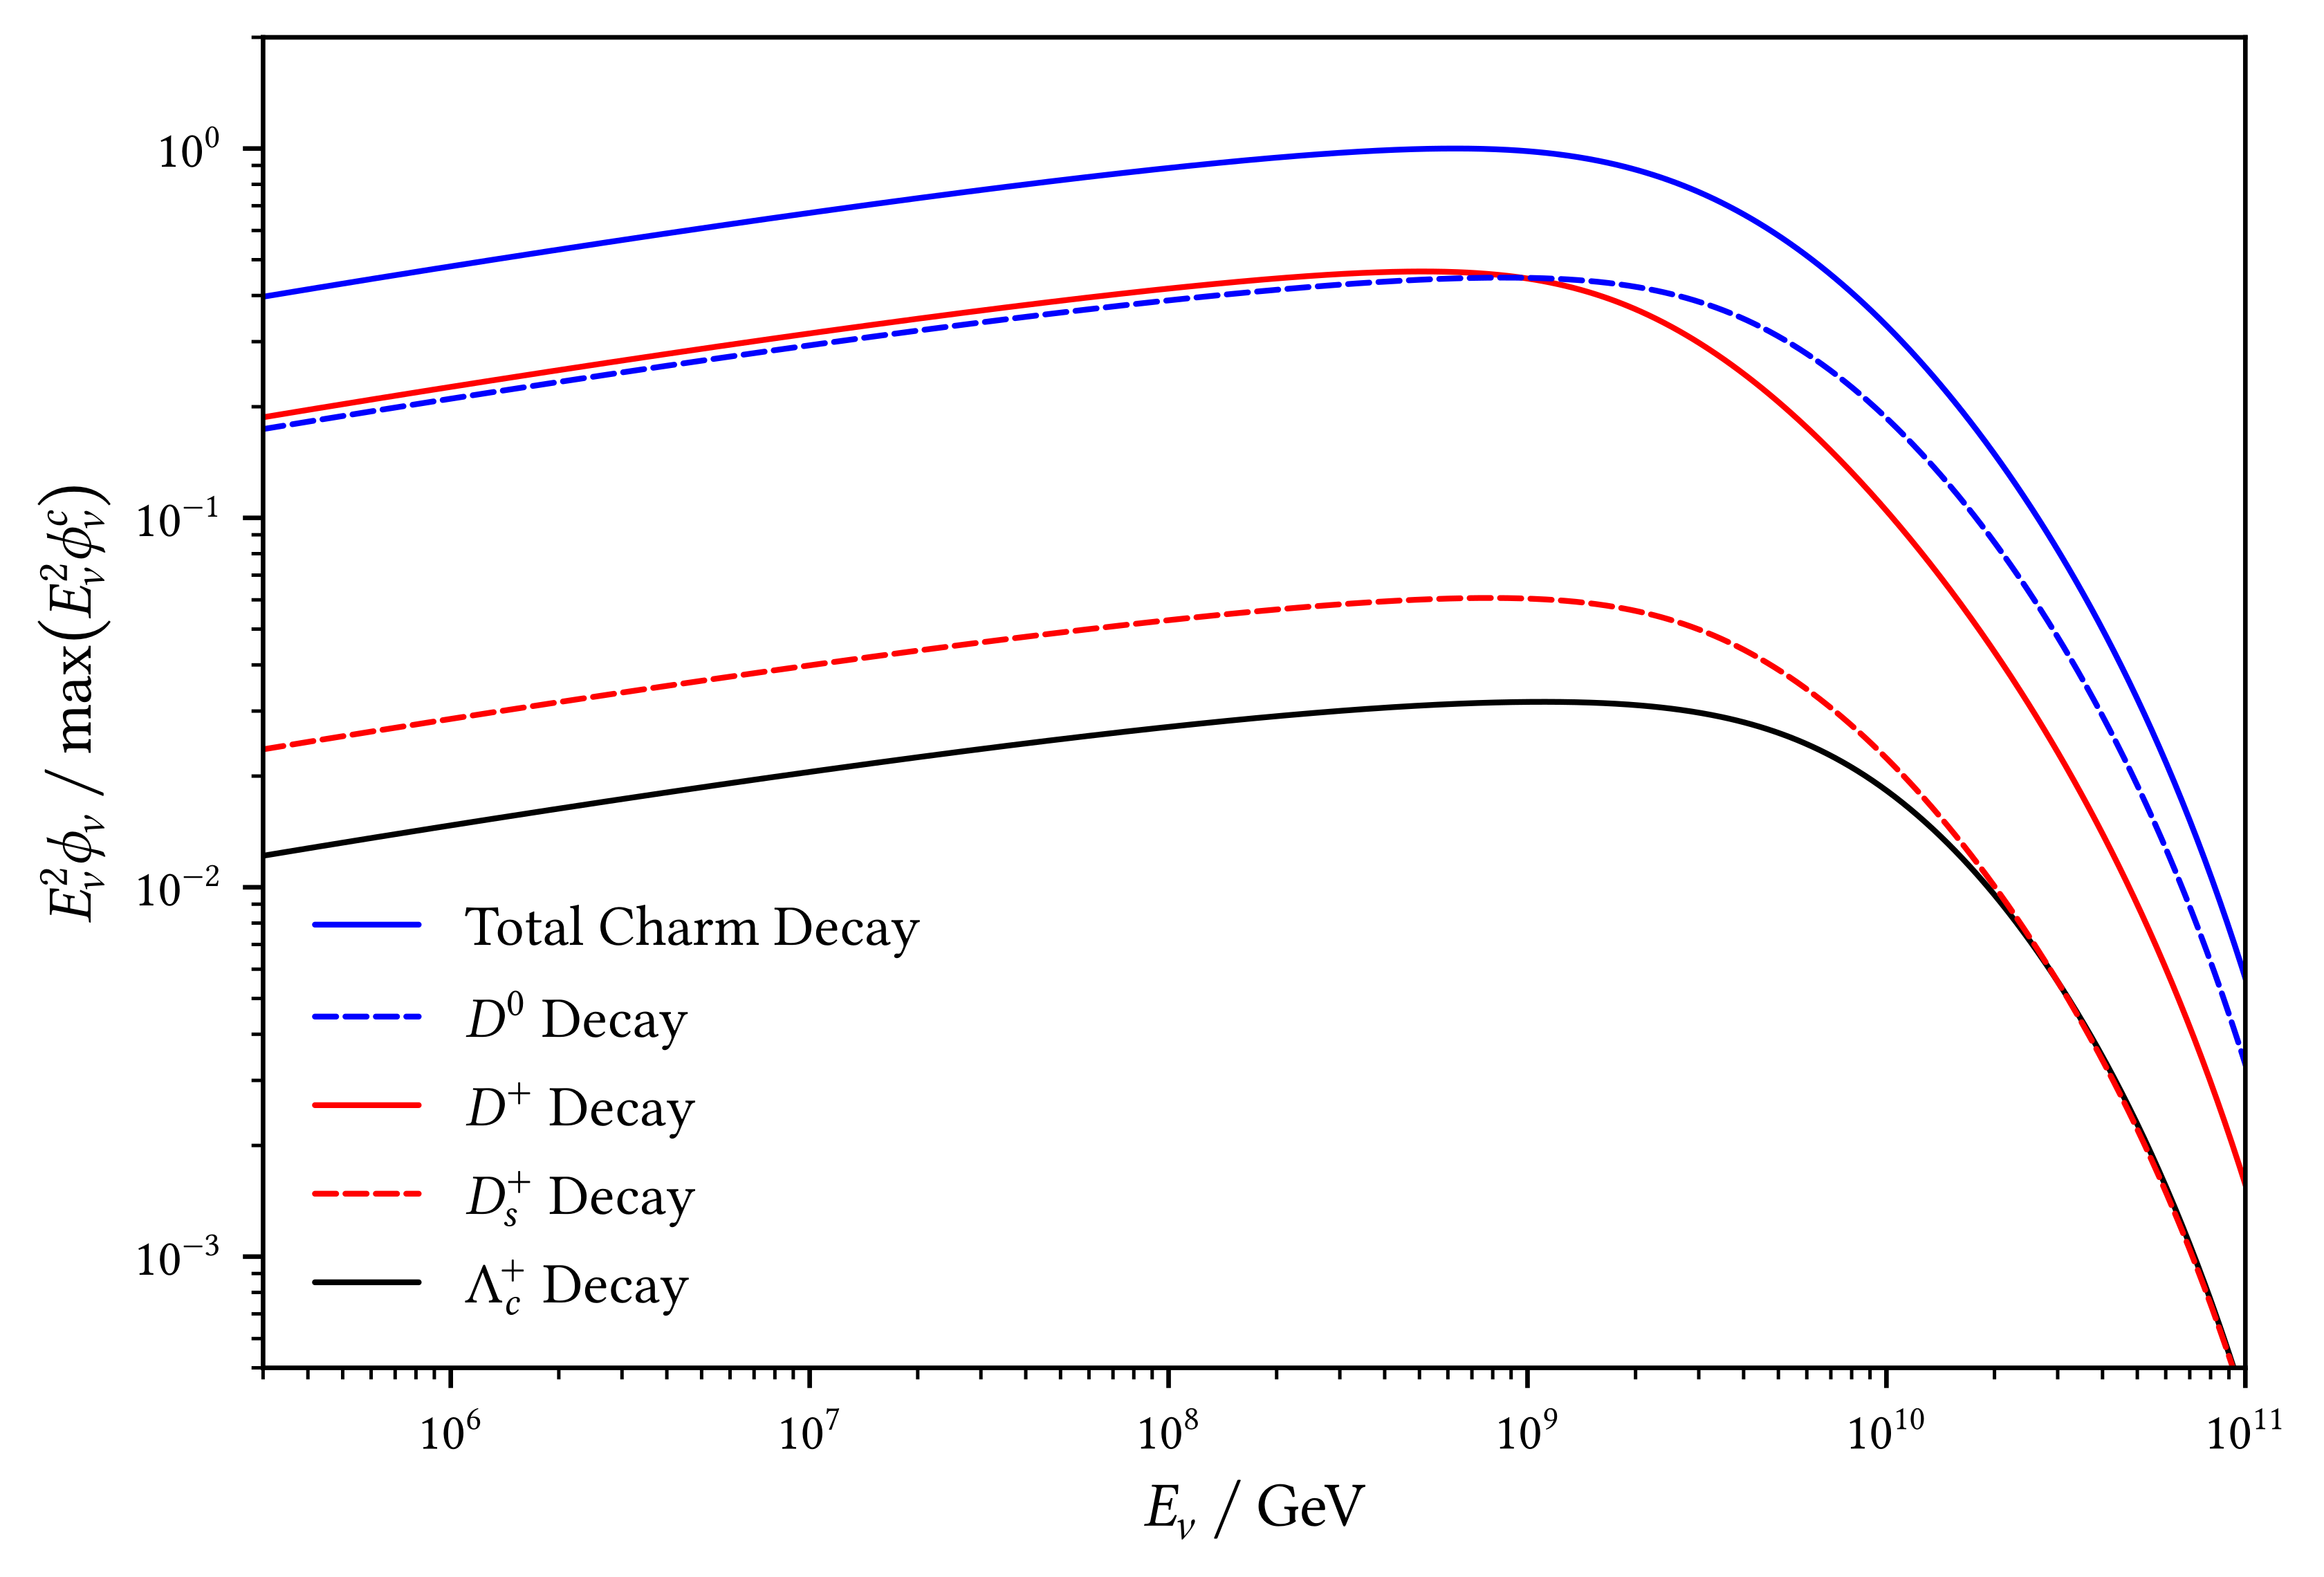 E_ν^2 ϕ_ν / max(E_ν^2 ϕ_ν^c)
10^0
10^−1
10^−2
10^−3
Total Charm Decay
D^0 Decay
D^+ Decay
D_s^+ Decay
Λ_c^+ Decay
10^6 10^7 10^8 10^9 10^10 10^11
E_ν / GeV